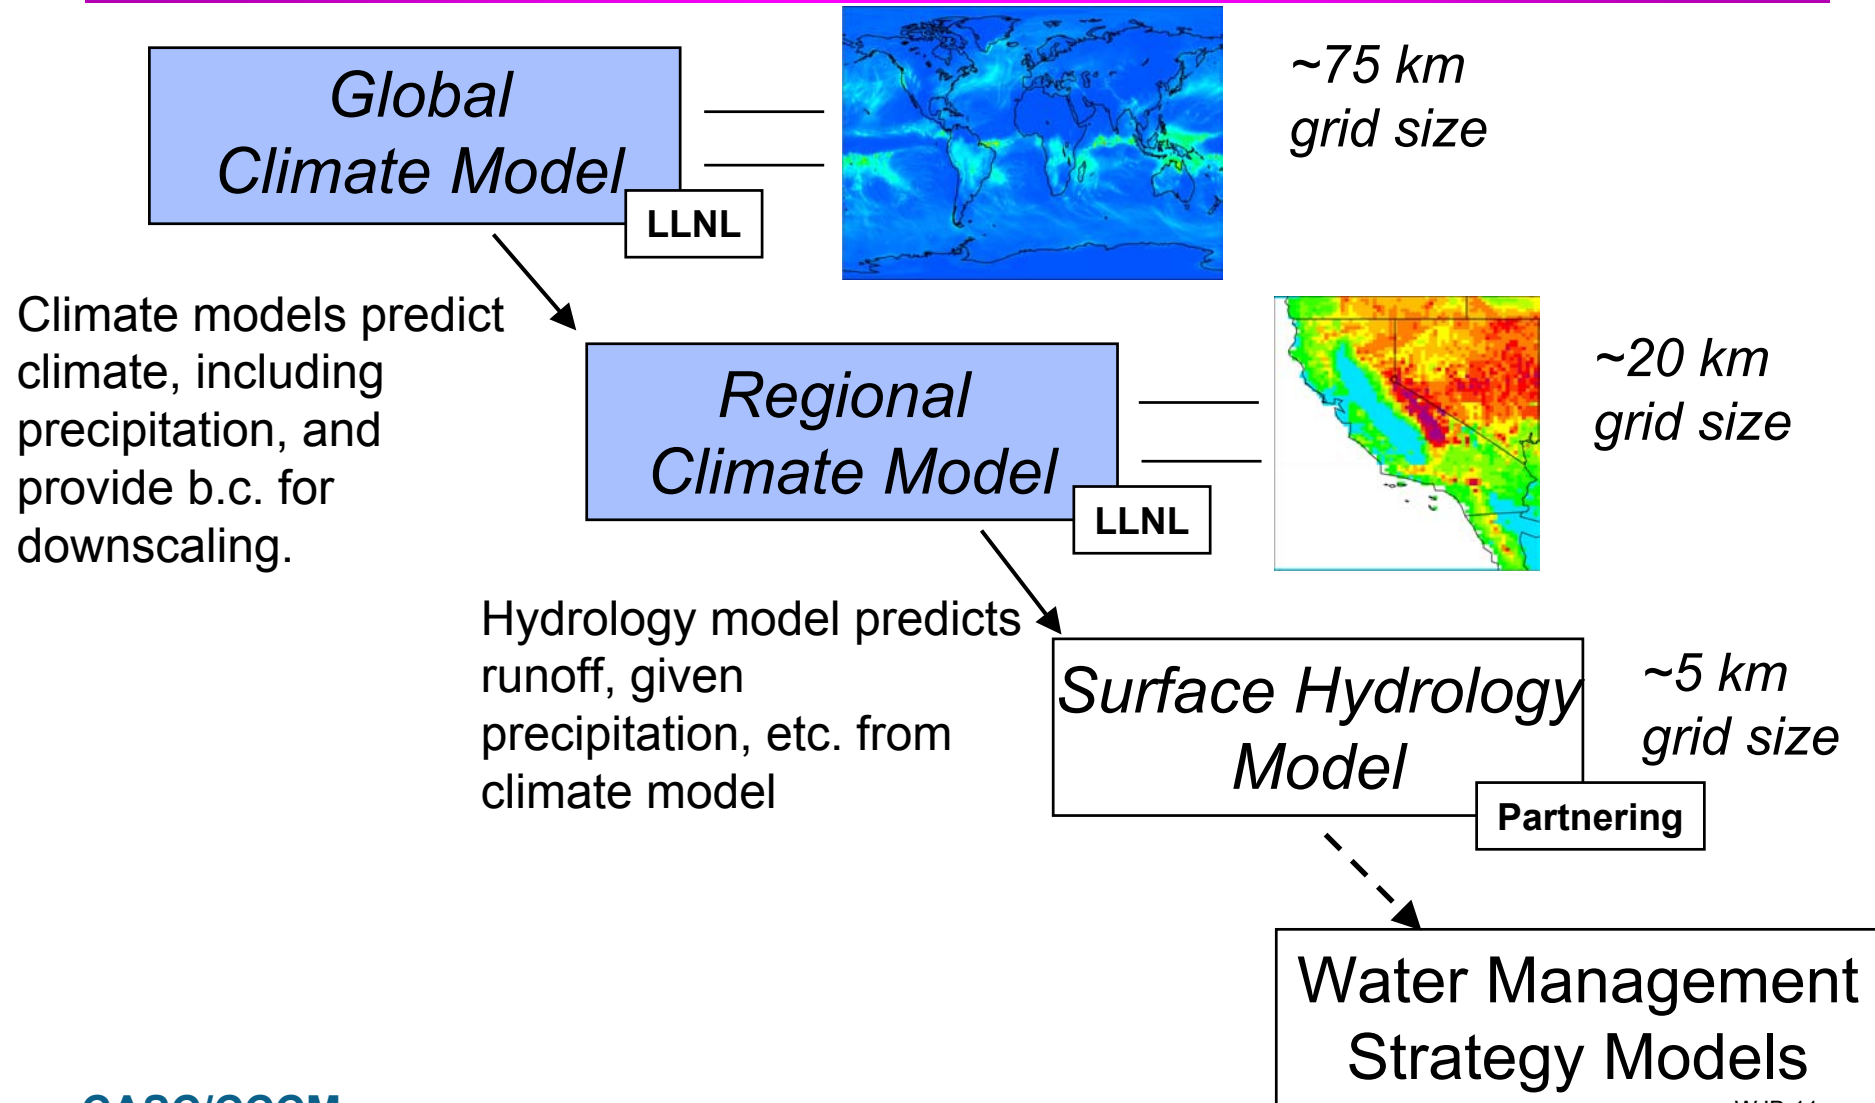 Global
Climate Model
LLNL
~75 km
grid size
Climate models predict
climate, including
precipitation, and
provide b.c. for
downscaling.
Regional
Climate Model
LLNL
~20 km
grid size
Hydrology model predicts
runoff, given
precipitation, etc. from
climate model
Surface Hydrology
Model
Partnering
~5 km
grid size
Water Management
Strategy Models